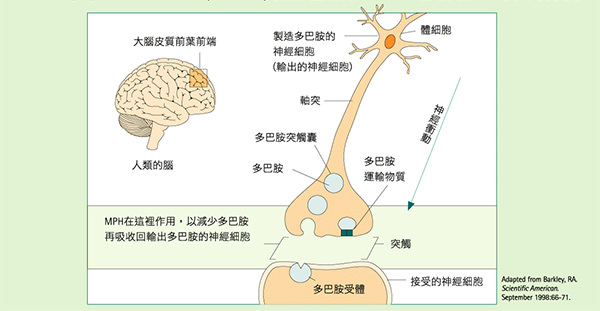 大腦皮質前葉前端
人類的腦
製造多巴胺的
神經細胞
(輸出的神經細胞)
體細胞
軸突
神經衝動
多巴胺突觸囊
多巴胺
多巴胺
運輸物質
MPH在這裡作用，以減少多巴胺
再吸收回輸出多巴胺的神經細胞
突觸
多巴胺受體
接受的神經細胞
Adapted from Barkley, RA.
Scientific American.
September 1998:66-71.